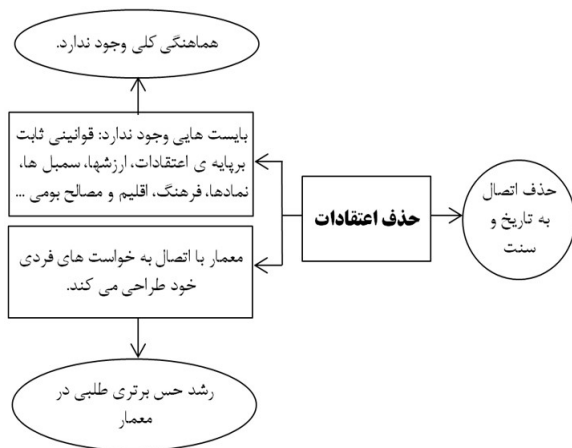 هماهنگی کلی وجود ندارد.
بایست هایی وجود ندارد: قوانینی ثابت
برپایه ی اعتقادات، ارزشها، سمبل ها،
نمادها، فرهنگ، اقلیم و مصالح بومی ...
حذف اعتقادات
حذف اتصال
به تاریخ و
سنت
معمار با اتصال به خواست های فردی
خود طراحی می کند.
رشد حس برتری طلبی در
معمار